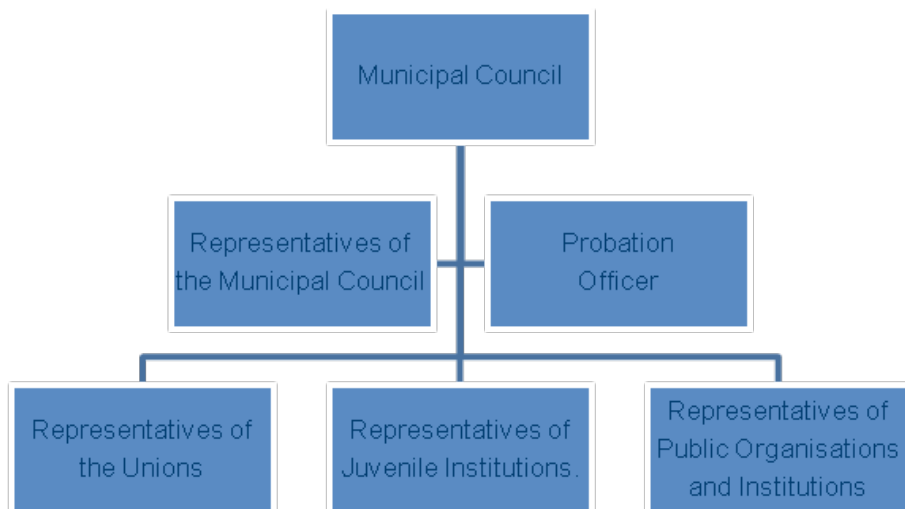 Municipal Council
Representatives of
the Municipal Council
Probation
Officer
Representatives of
the Unions
Representatives of
Juvenile Institutions.
Representatives of
Public Organisations
and Institutions